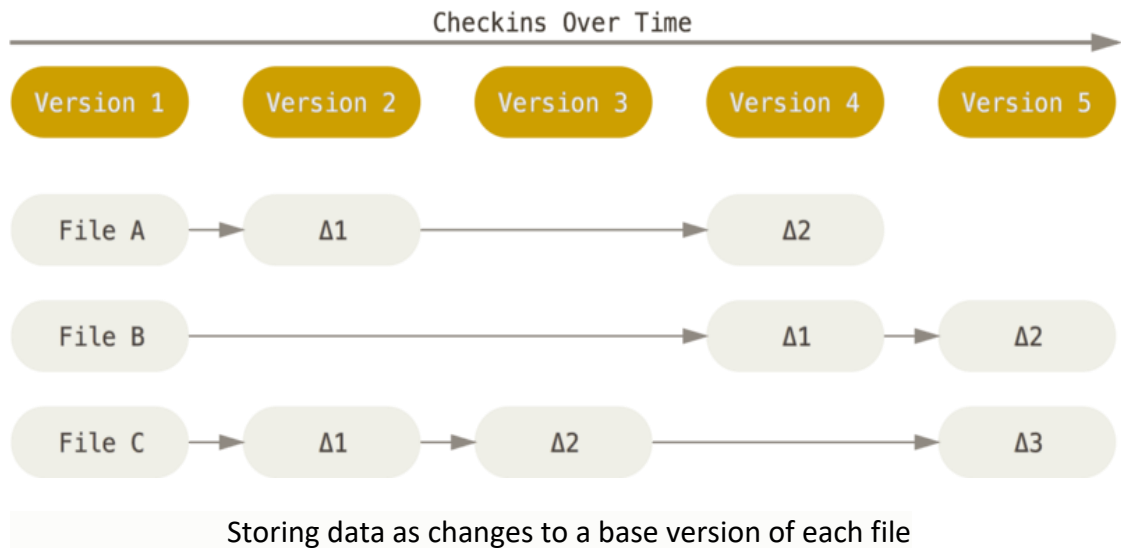 Checkins Over Time
Version 1 Version 2 Version 3 Version 4 Version 5
File A Δ1 Δ2
File B Δ1 Δ2
File C Δ1 Δ2 Δ3
Storing data as changes to a base version of each file